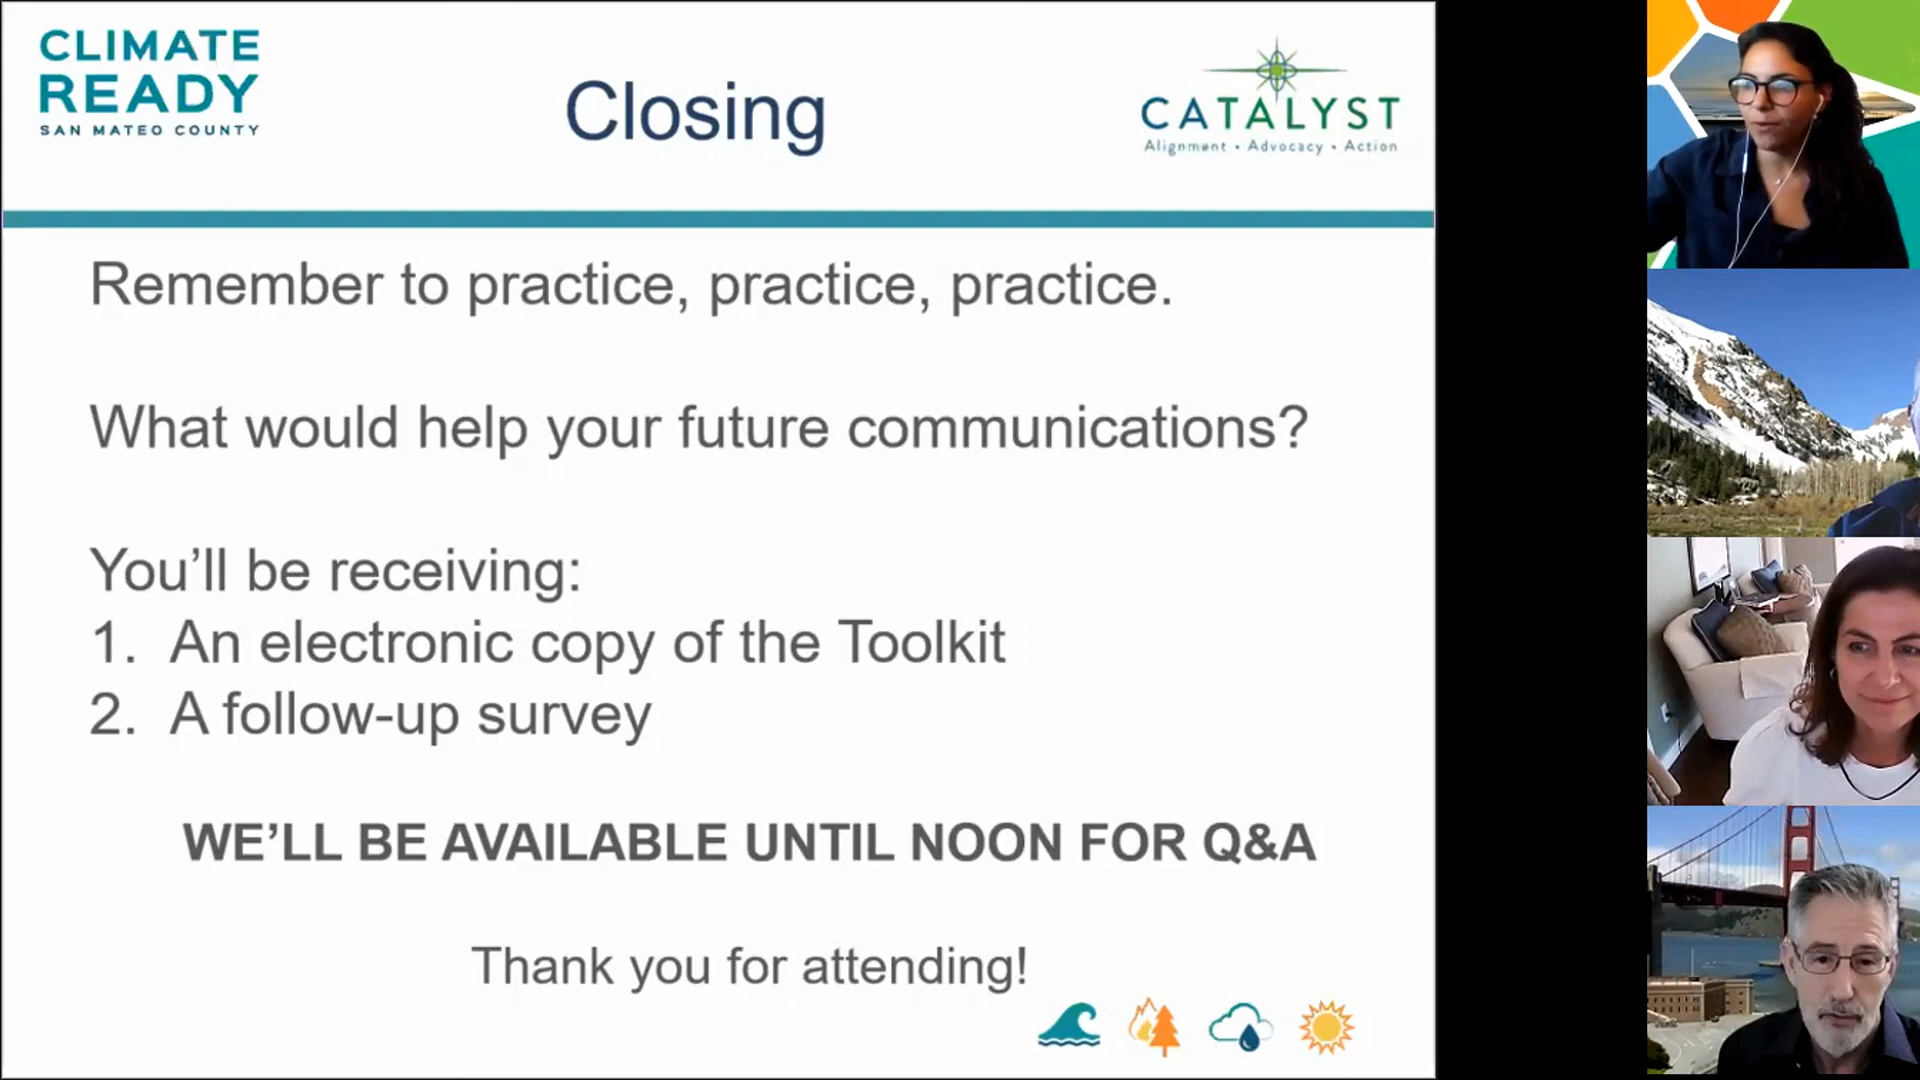 CLIMATE
READY
SAN MATEO COUNTY
Closing
CATALYST
Alignment • Advocacy • Action
Remember to practice, practice, practice.
What would help your future communications?
You’ll be receiving:
1. An electronic copy of the Toolkit
2. A follow-up survey
WE’LL BE AVAILABLE UNTIL NOON FOR Q&A
Thank you for attending!